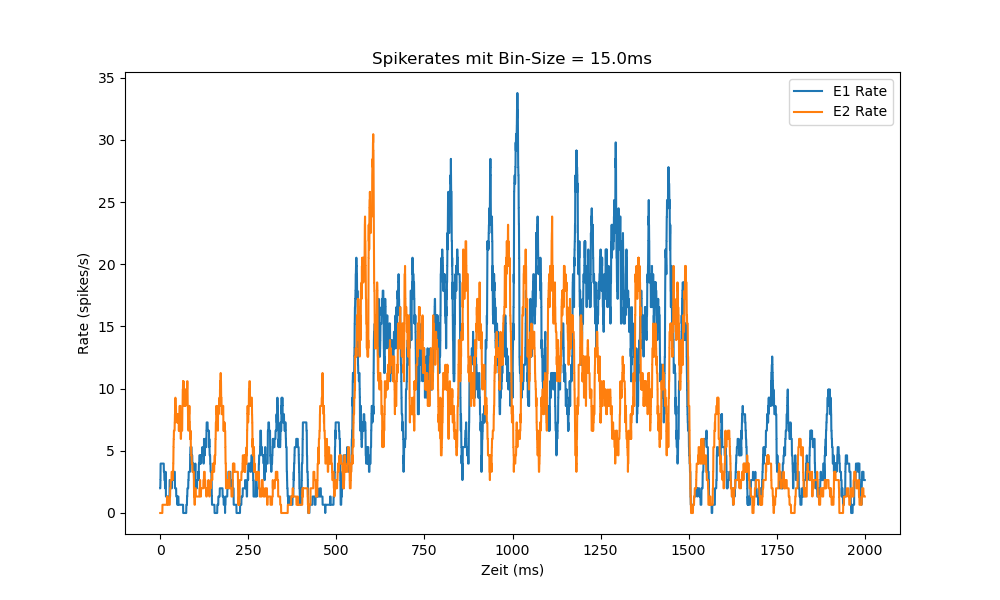 Spikerates mit Bin-Size = 15.0ms
E1 Rate
E2 Rate
Rate (spikes/s)
35
30
25
20
15
10
5
0
0 250 500 750 1000 1250 1500 1750 2000
Zeit (ms)